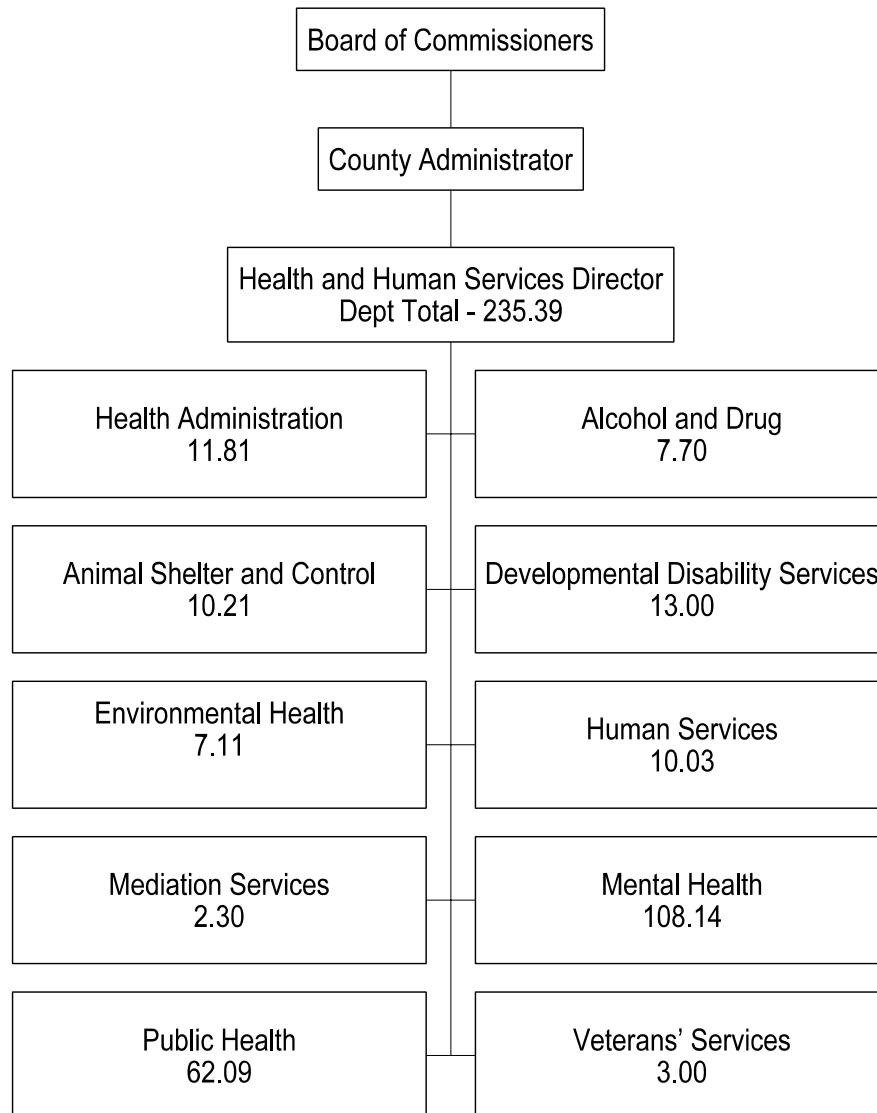 Board of Commissioners
County Administrator
Health and Human Services Director
Dept Total - 235.39
Health Administration
11.81
Alcohol and Drug
7.70
Animal Shelter and Control
10.21
Developmental Disability Services
13.00
Environmental Health
7.11
Human Services
10.03
Mediation Services
2.30
Mental Health
108.14
Public Health
62.09
Veterans’ Services
3.00